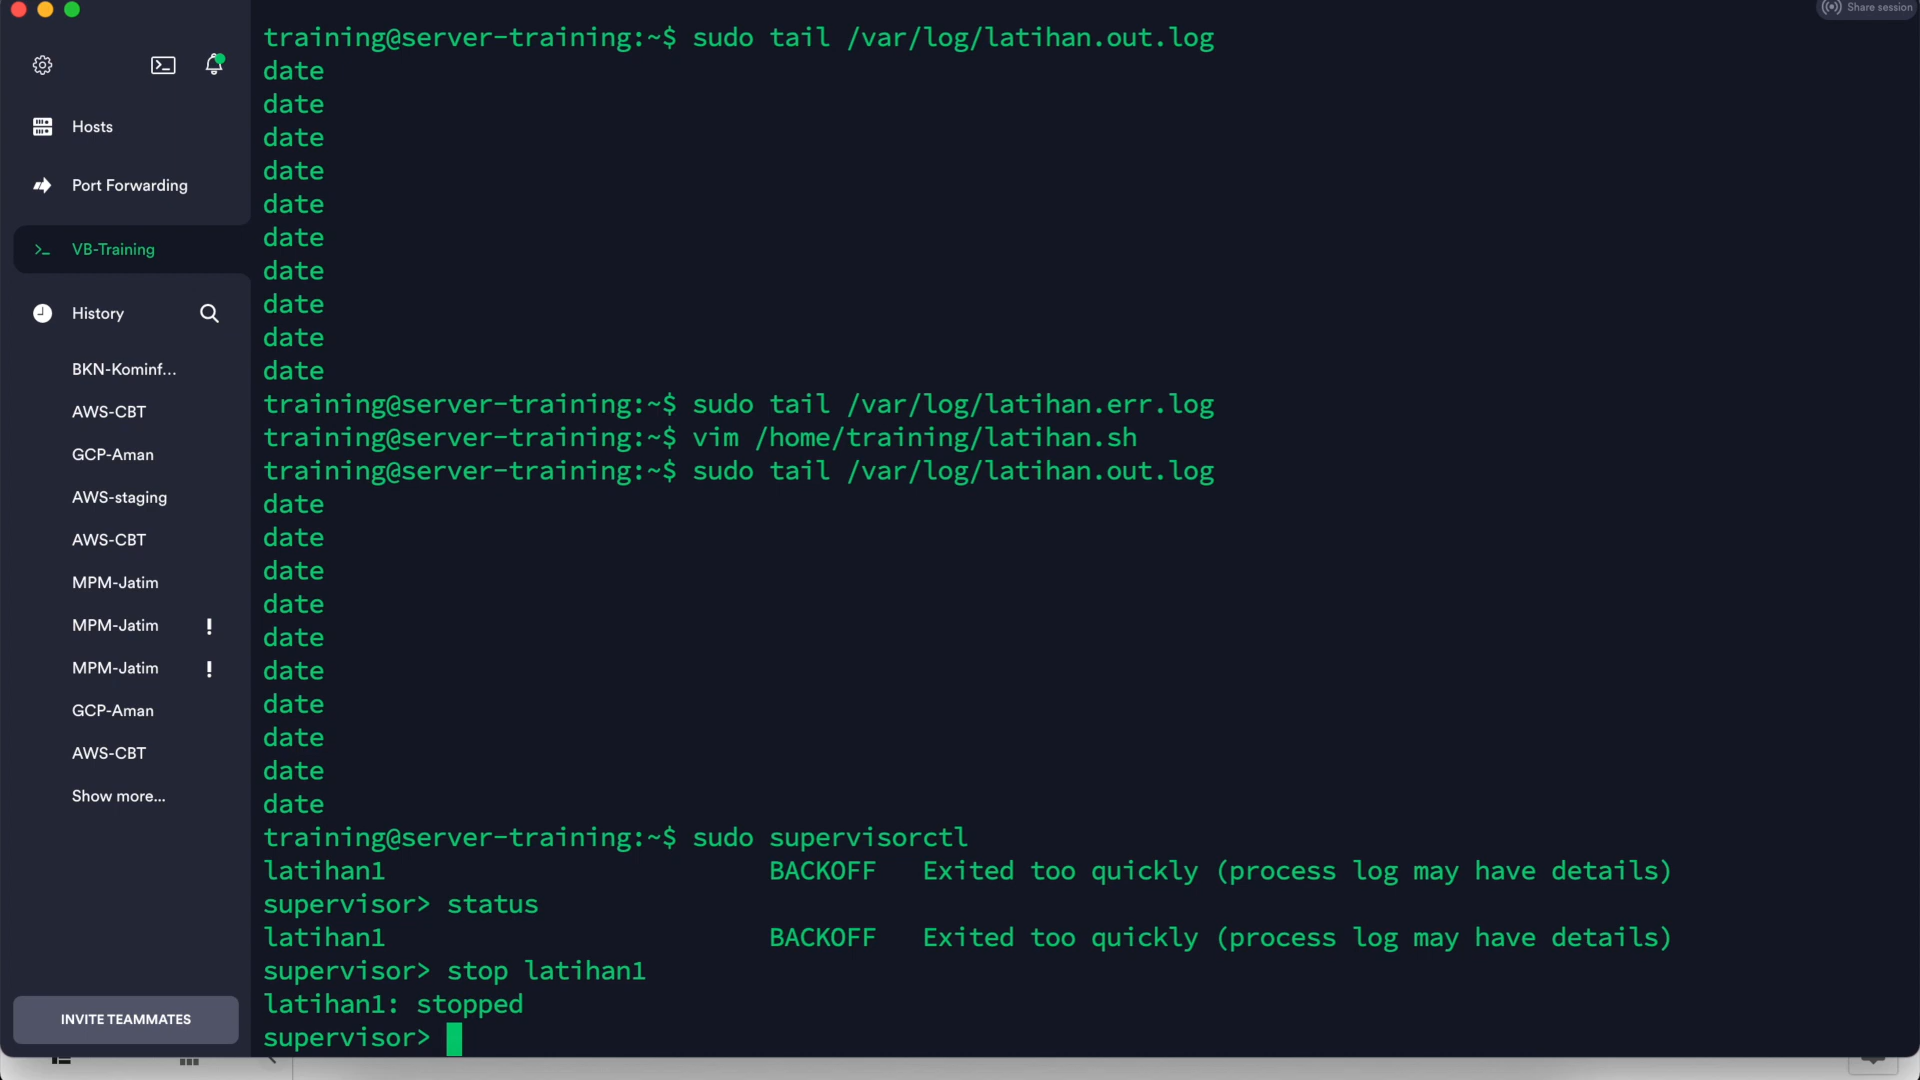 Share session
Hosts
Port Forwarding
VB-Training
History
BKN-Kominf...
AWS-CBT
GCP-Aman
AWS-staging
AWS-CBT
MPM-Jatim
MPM-Jatim !
MPM-Jatim !
GCP-Aman
AWS-CBT
Show more...
INVITE TEAMMATES
training@server-training:~$ sudo tail /var/log/latihan.out.log
date
date
date
date
date
date
date
date
date
date
training@server-training:~$ sudo tail /var/log/latihan.err.log
training@server-training:~$ vim /home/training/latihan.sh
training@server-training:~$ sudo tail /var/log/latihan.out.log
date
date
date
date
date
date
date
date
date
date
training@server-training:~$ sudo supervisorctl
latihan1 BACKOFF Exited too quickly (process log may have details)
supervisor> status
latihan1 BACKOFF Exited too quickly (process log may have details)
supervisor> stop latihan1
latihan1: stopped
supervisor>